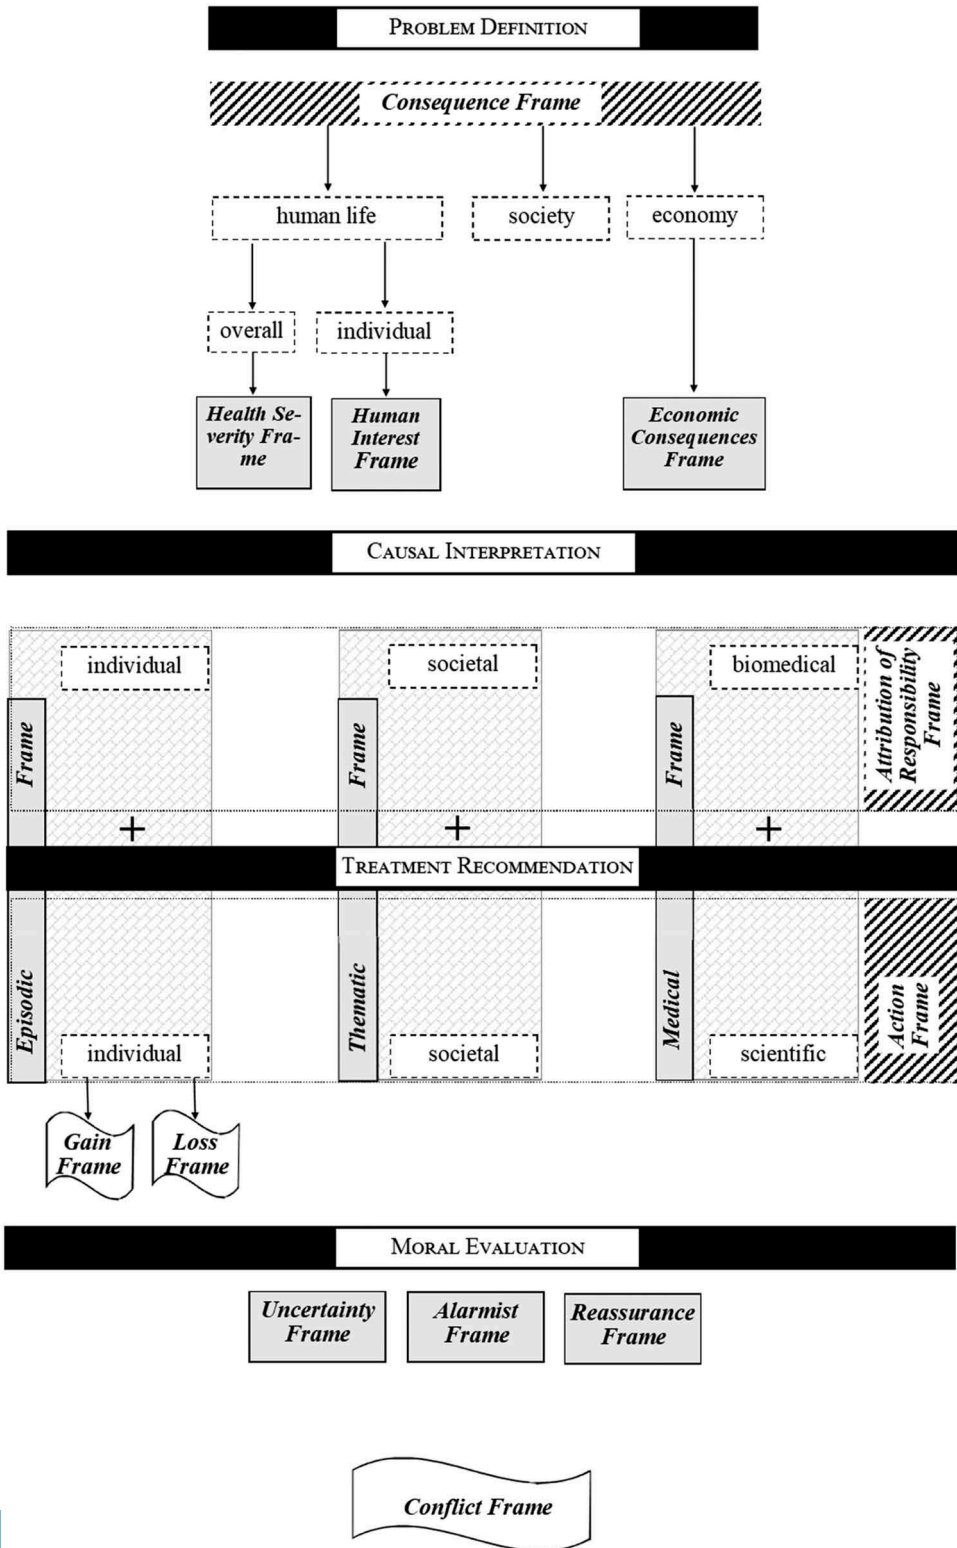 PROBLEM DEFINITION
Consequence Frame
human life
society
economy
overall
individual
Health Se-
verity Fra-
me
Human
Interest
Frame
Economic
Consequences
Frame
CAUSAL INTERPRETATION
individual
societal
biomedical
Attribution of
Responsibility
Frame
Frame
Frame
Frame
+
+
+
TREATMENT RECOMMENDATION
Episodic
Thematic
Medical
Action
Frame
individual
societal
scientific
Gain
Frame
Loss
Frame
MORAL EVALUATION
Uncertainty
Frame
Alarmist
Frame
Reassurance
Frame
Conflict Frame